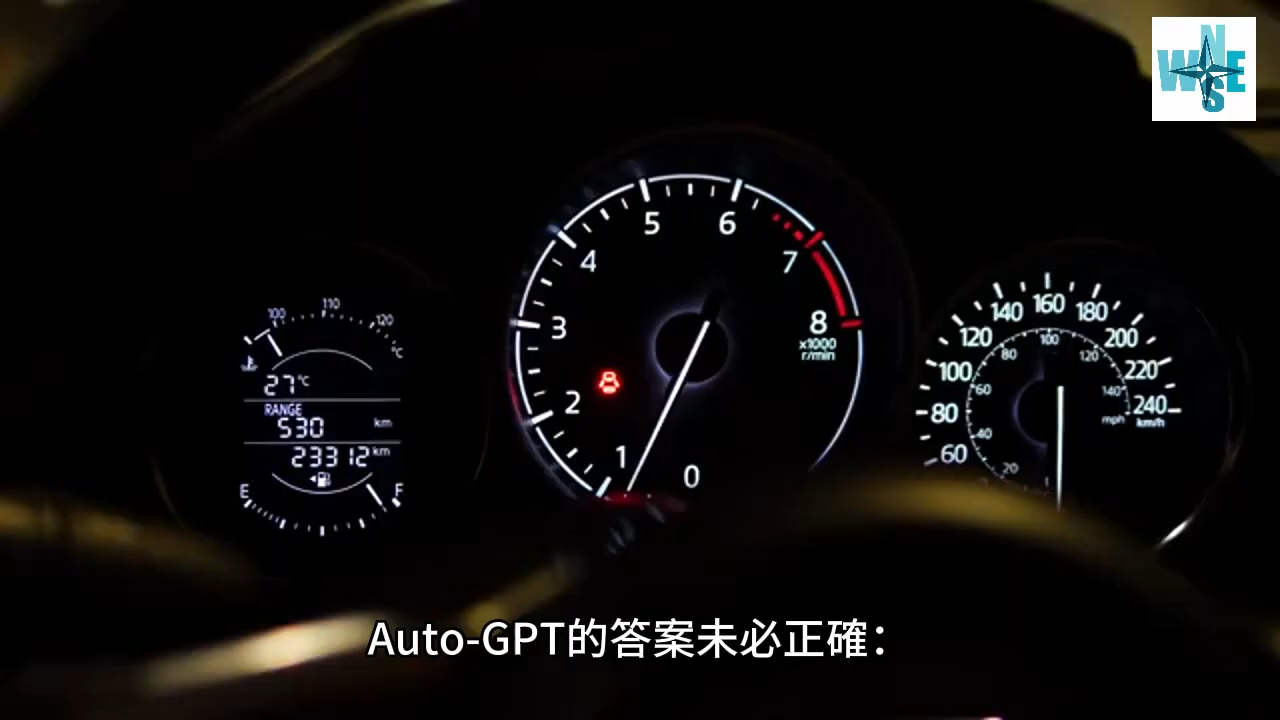 N
W E
S
100 110 120
°C
27°C
RANGE
530 km
23312 km
E F
0
1
2
3
4
5
6
7
8
x1000
r/min
60
80
100
120
140
160
180
200
220
240
km/h
20
40
60
80
100
120
140
mph
Auto-GPT的答案未必正確：